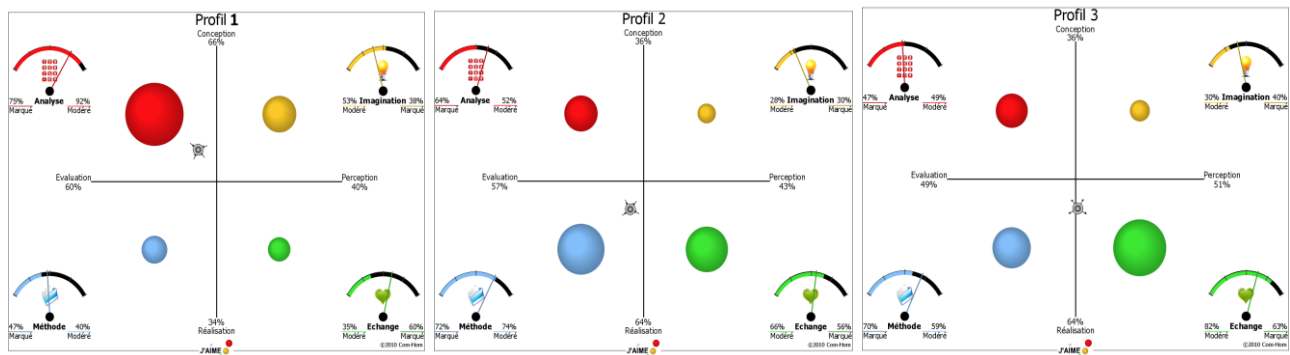 Profil 1
Conception
66%
75% Analyse 92%
Marqué Modéré
53% Imagination 38%
Modéré Marqué
Evaluation
60%
Perception
40%
47% Méthode 40%
Marqué Modéré
35% Echange 60%
Modéré Marqué
34%
Réalisation
©2010 Com-Hom
J'AIME
Profil 2
Conception
36%
64% Analyse 52%
Marqué Modéré
28% Imagination 30%
Modéré Marqué
Evaluation
57%
Perception
43%
72% Méthode 74%
Marqué Modéré
66% Echange 56%
Modéré Marqué
64%
Réalisation
©2010 Com-Hom
J'AIME
Profil 3
Conception
36%
47% Analyse 49%
Marqué Modéré
30% Imagination 40%
Modéré Marqué
Evaluation
49%
Perception
51%
70% Méthode 59%
Marqué Modéré
82% Echange 63%
Modéré Marqué
64%
Réalisation
©2010 Com-Hom
J'AIME